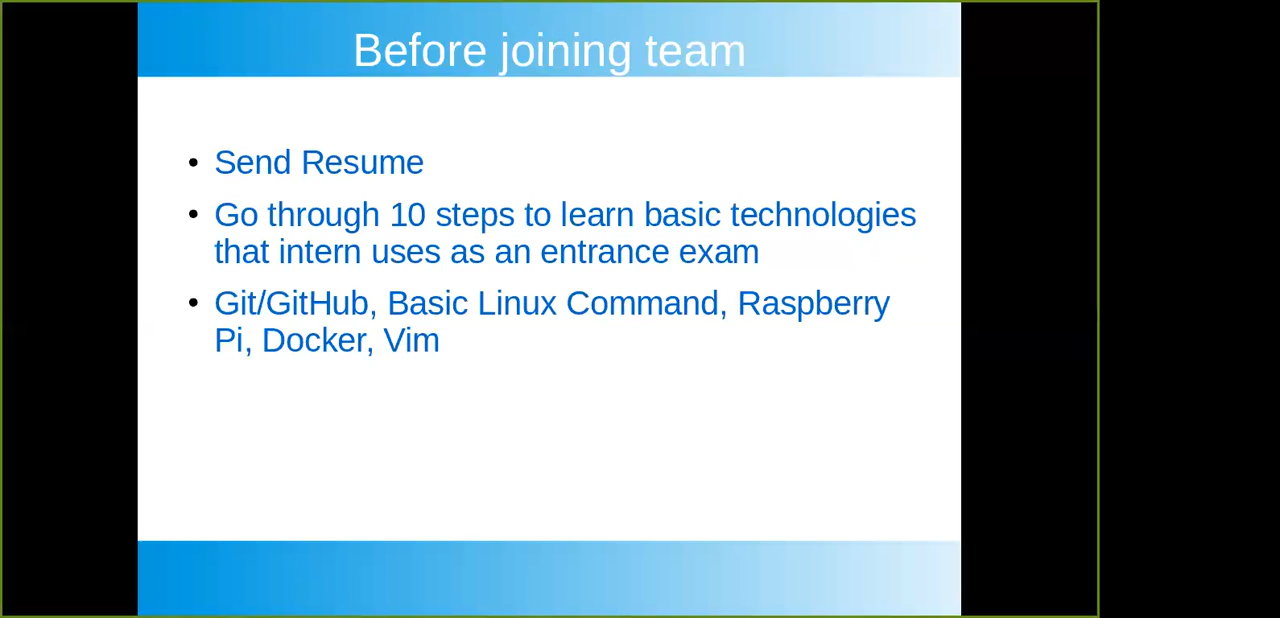 Before joining team
• Send Resume
• Go through 10 steps to learn basic technologies
that intern uses as an entrance exam
• Git/GitHub, Basic Linux Command, Raspberry
Pi, Docker, Vim